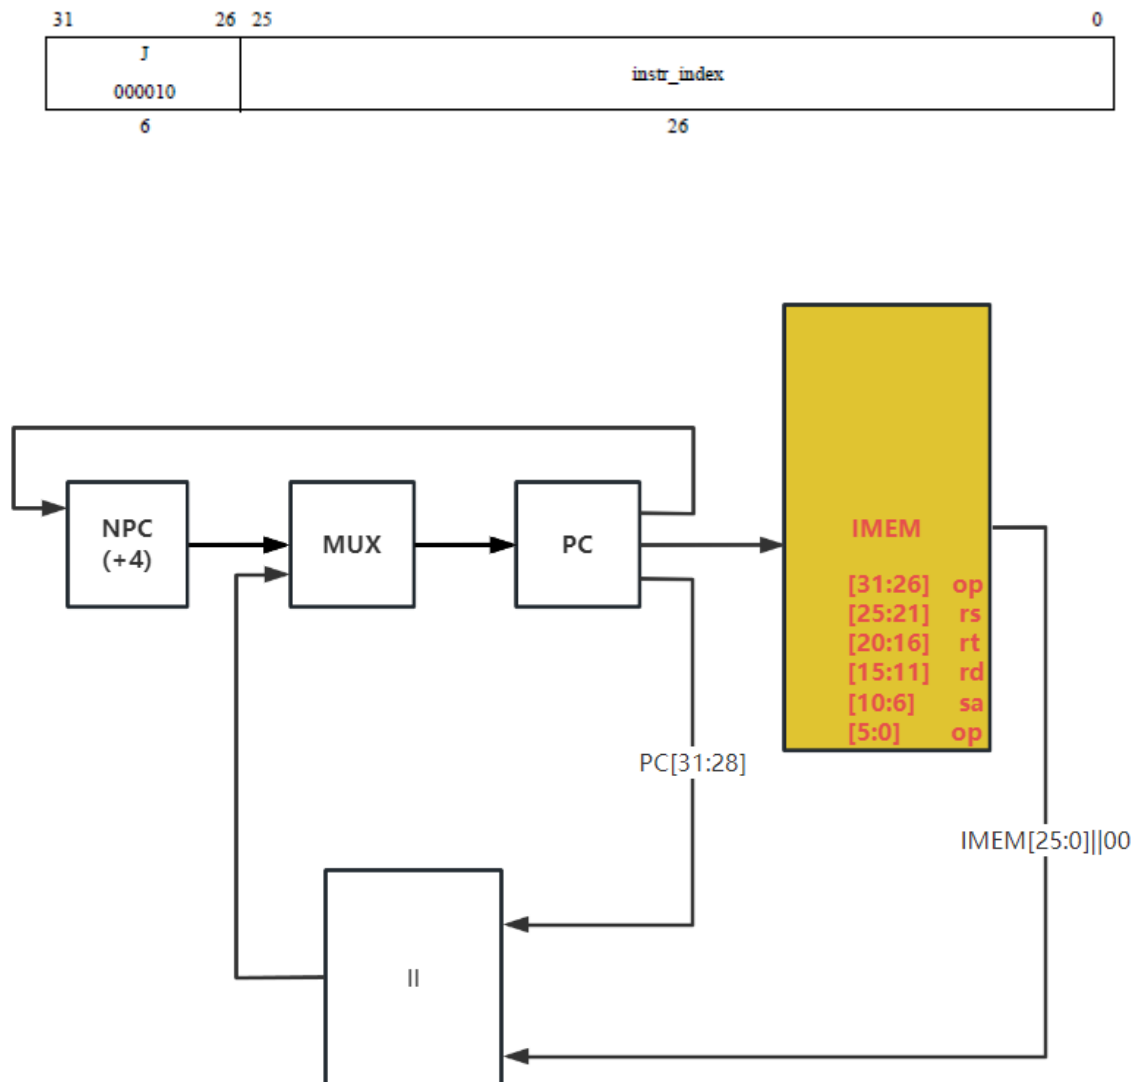 31 26 25 0
J
000010
instr_index
6 26
NPC
(+4)
MUX
PC
IMEM
[31:26] op
[25:21] rs
[20:16] rt
[15:11] rd
[10:6] sa
[5:0] op
PC[31:28]
IMEM[25:0]||00
||